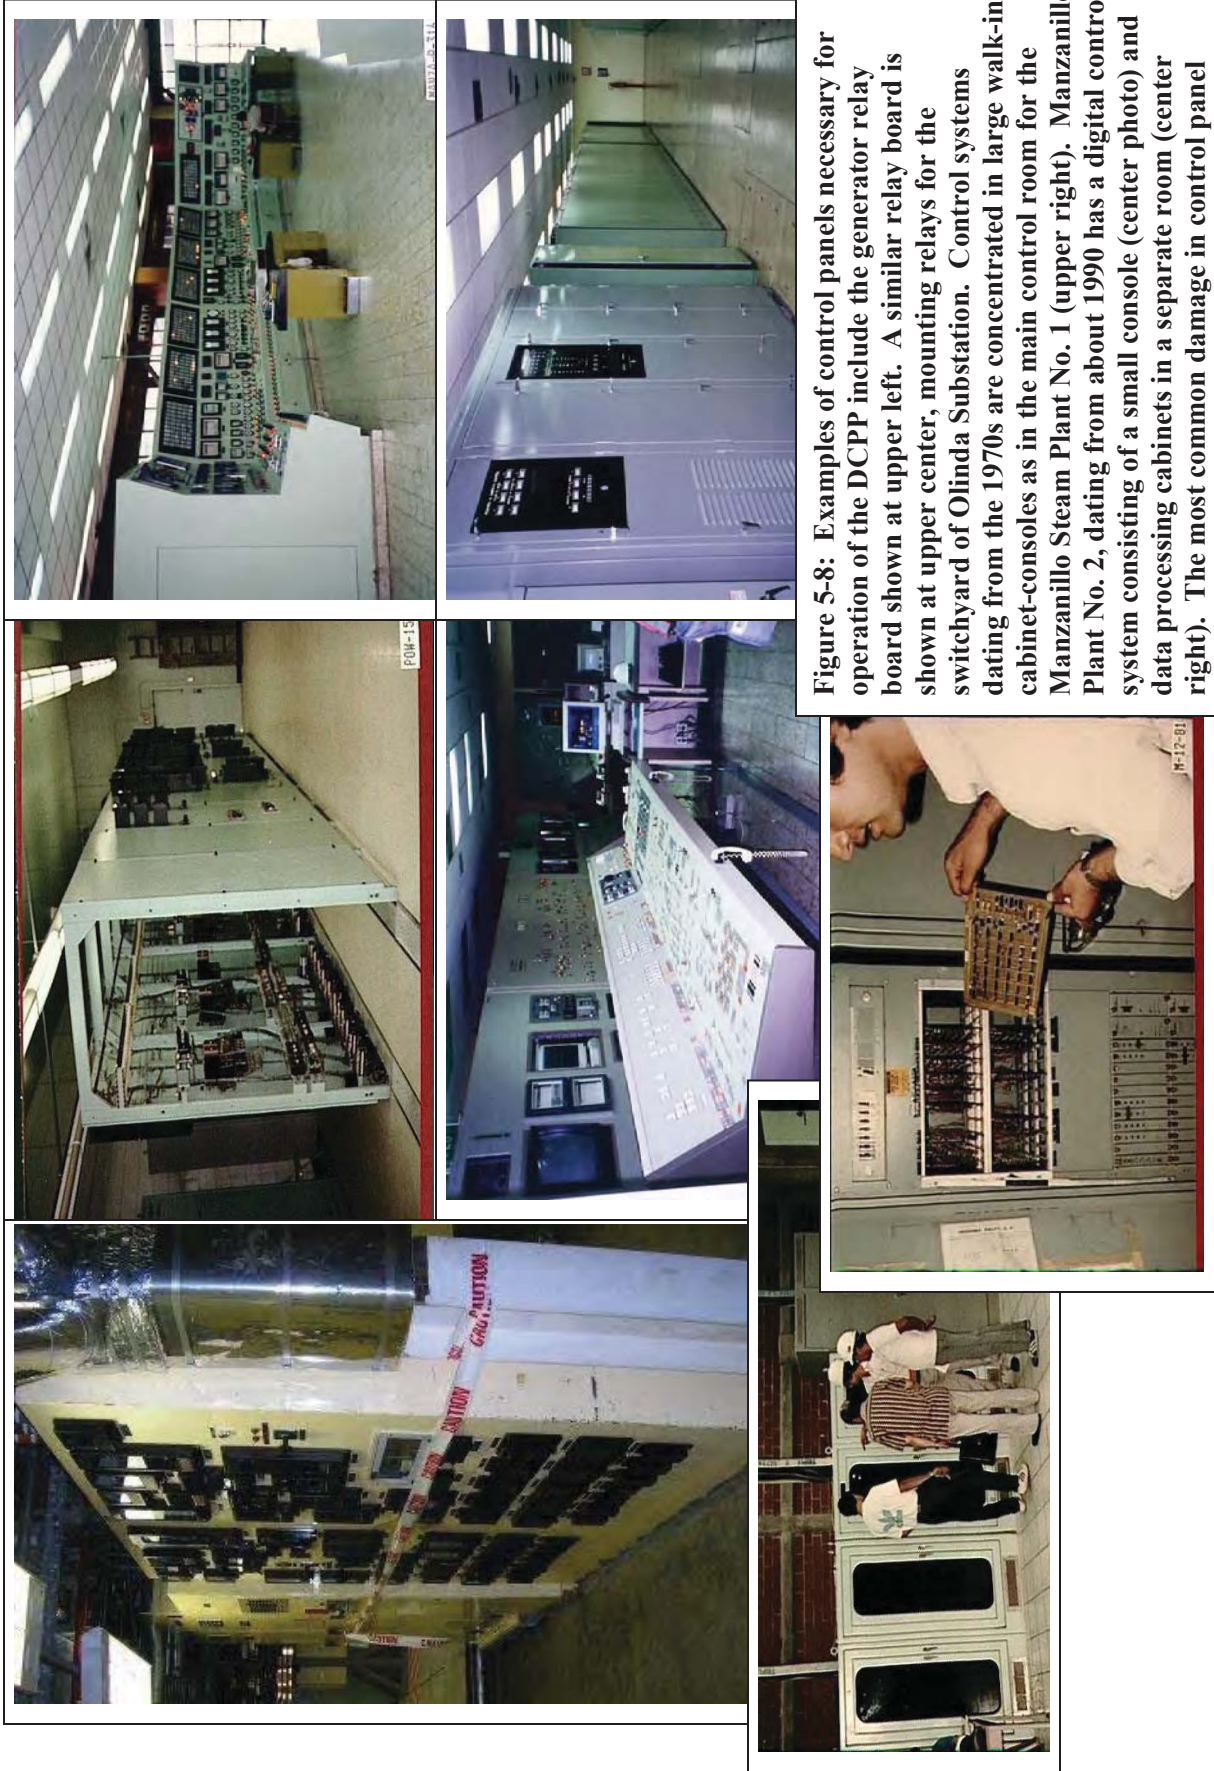 CAUTION
CAUTION
CAUTION
POW-15
M-12-81
Figure 5-8: Examples of control panels necessary for
operation of the DCPP include the generator relay
board shown at upper left. A similar relay board is
shown at upper center, mounting relays for the
switchyard of Olinda Substation. Control systems
dating from the 1970s are concentrated in large walk-in
cabinet-consoles as in the main control room for the
Manzanillo Steam Plant No. 1 (upper right). Manzanillo
Plant No. 2, dating from about 1990 has a digital contro
system consisting of a small console (center photo) and
data processing cabinets in a separate room (center
right). The most common damage in control panel